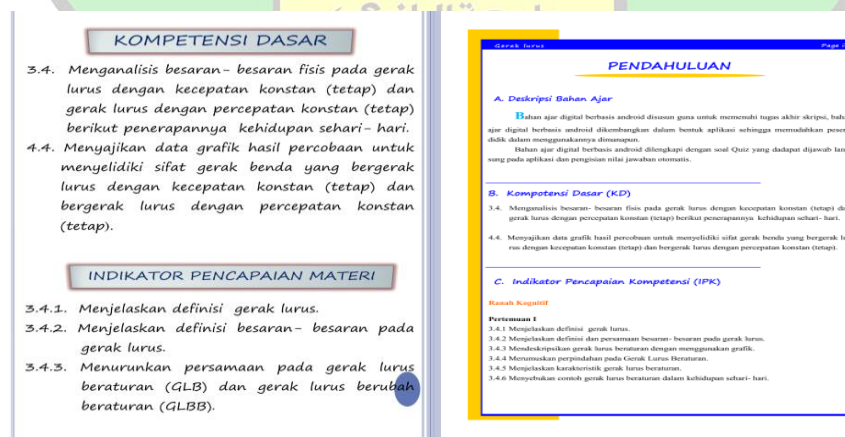 KOMPETENSI DASAR
3.4. Menganalisis besaran- besaran fisis pada gerak
lurus dengan kecepatan konstan (tetap) dan
gerak lurus dengan percepatan konstan (tetap)
berikut penerapannya kehidupan sehari- hari.
4.4. Menyajikan data grafik hasil percobaan untuk
menyelidiki sifat gerak benda yang bergerak
lurus dengan kecepatan konstan (tetap) dan
bergerak lurus dengan percepatan konstan
(tetap).
INDIKATOR PENCAPAIAN MATERI
3.4.1. Menjelaskan definisi gerak lurus.
3.4.2. Menjelaskan definisi besaran- besaran pada
gerak lurus.
3.4.3. Menurunkan persamaan pada gerak lurus
beraturan (GLB) dan gerak lurus berubah
beraturan (GLBB).
Gerak lurus Page
PENDAHULUAN
A. Deskripsi Bahan Ajar
Bahan ajar digital berbasis android disusun guna untuk memenuhi tugas akhir skripsi, bah
ajar digital berbasis android dikembangkan dalam bentuk aplikasi sehingga memudahkan peser
didik dalam menggunakannya dimanapun.
Bahan ajar digital berbasis android dilengkapi dengan soal Quiz yang dadapat dijawab lan
sung pada aplikasi dan pengisian nilai jawaban otomatis.
B. Kompotensi Dasar (KD)
3.4. Menganalisis besaran- besaran fisis pada gerak lurus dengan kecepatan konstan (tetap) da
gerak lurus dengan percepatan konstan (tetap) berikut penerapannya kehidupan sehari- hari.
4.4. Menyajikan data grafik hasil percobaan untuk menyelidiki sifat gerak benda yang bergerak lu
rus dengan kecepatan konstan (tetap) dan bergerak lurus dengan percepatan konstan (tetap).
C. Indikator Pencapaian Kompetensi (IPK)
Ranah Kognitif
Pertemuan I
3.4.1 Menjelaskan definisi gerak lurus.
3.4.2 Menjelaskan definisi dan persamaan besaran- besaran pada gerak lurus.
3.4.3 Mendeskripsikan gerak lurus beraturan dengan menggunakan grafik.
3.4.4 Merumuskan perpindahan pada Gerak Lurus Beraturan.
3.4.5 Menjelaskan karakteristik gerak lurus beraturan.
3.4.6 Menyebukan contoh gerak lurus beraturan dalam kehidupan sehari- hari.